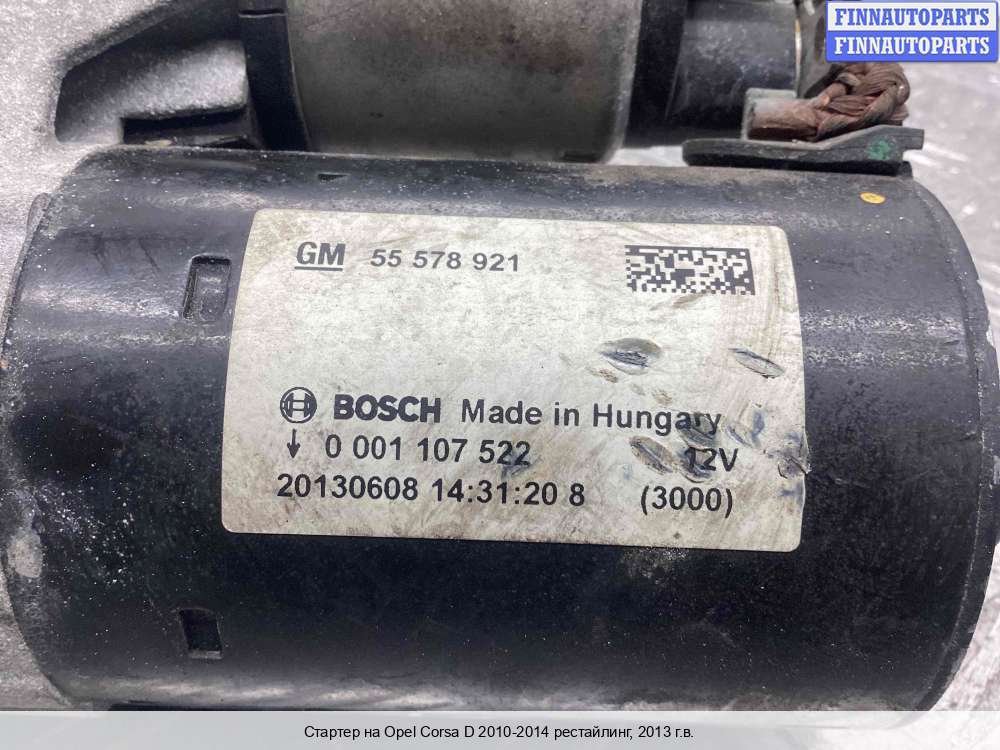 FINNAUTOPARTS
FINNAUTOPARTS
GM 55 578 921
BOSCH Made in Hungary
↓ 0 001 107 522 12V
20130608 14:31:20 8 (3000)
Стартер на Opel Corsa D 2010-2014 рестайлинг, 2013 г.в.